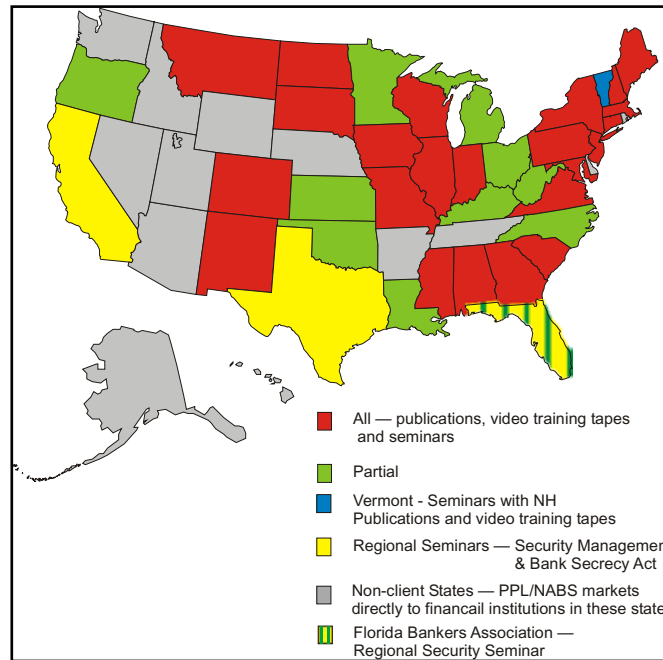 All — publications, video training tapes
and seminars
Partial
Vermont - Seminars with NH
Publications and video training tapes
Regional Seminars — Security Managemen
& Bank Secrecy Act
Non-client States — PPL/NABS markets
directly to financail institutions in these state
Florida Bankers Association —
Regional Security Seminar